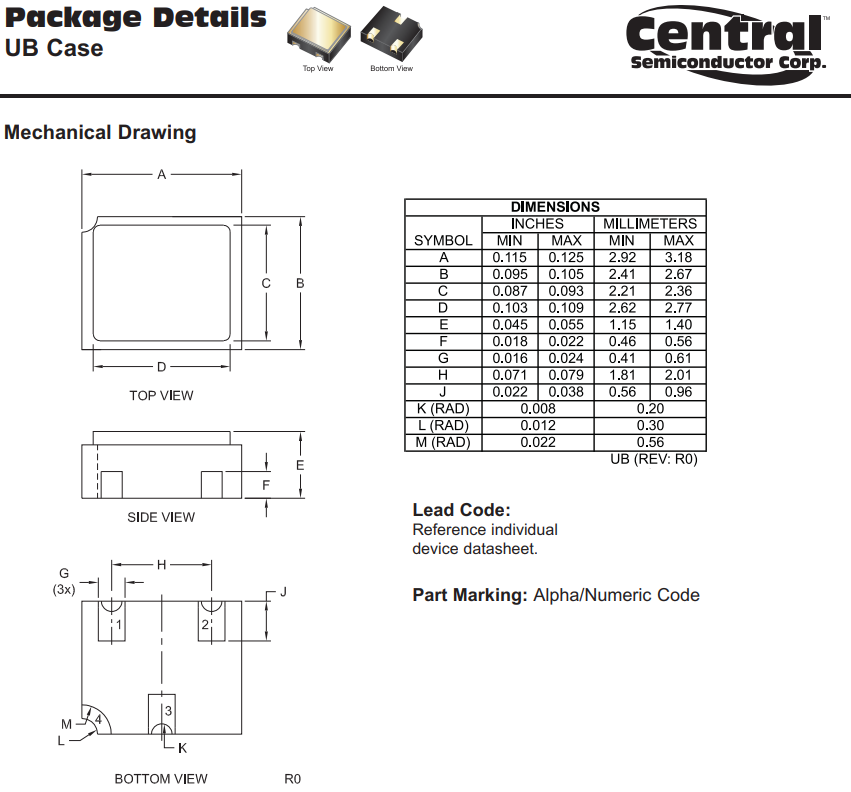 Package Details
UB Case
Top View
Bottom View
Central™
Semiconductor Corp.
Mechanical Drawing
A
C
B
D
TOP VIEW
E
F
SIDE VIEW
G
(3x)
H
J
1
2
3
4
M
L
K
BOTTOM VIEW
R0
DIMENSIONS
SYMBOL INCHES MILLIMETERS
MIN MAX MIN MAX
A 0.115 0.125 2.92 3.18
B 0.095 0.105 2.41 2.67
C 0.087 0.093 2.21 2.36
D 0.103 0.109 2.62 2.77
E 0.045 0.055 1.15 1.40
F 0.018 0.022 0.46 0.56
G 0.016 0.024 0.41 0.61
H 0.071 0.079 1.81 2.01
J 0.022 0.038 0.56 0.96
K (RAD) 0.008 0.20
L (RAD) 0.012 0.30
M (RAD) 0.022 0.56
UB (REV: R0)
Lead Code:
Reference individual
device datasheet.
Part Marking: Alpha/Numeric Code